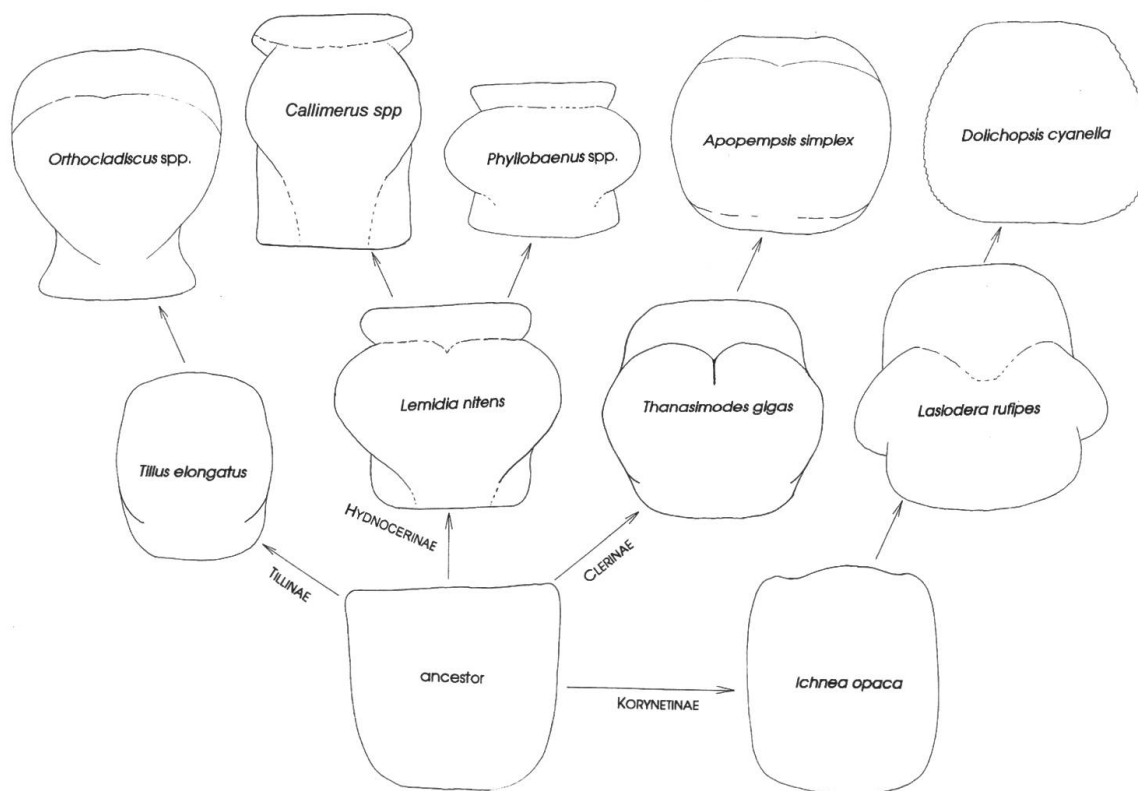 Callimerus spp
Orthocladiscus spp.
Phyllobaenus spp.
Apopempsis simplex
Dolichopsis cyanella
Lemidia nitens
Thanasimodes gigas
Lasiodera rufipes
Tillus elongatus
HYDNOCERINAE
TILLINAE
CLERINAE
ancestor
KORYNETINAE
Ichnea opaca